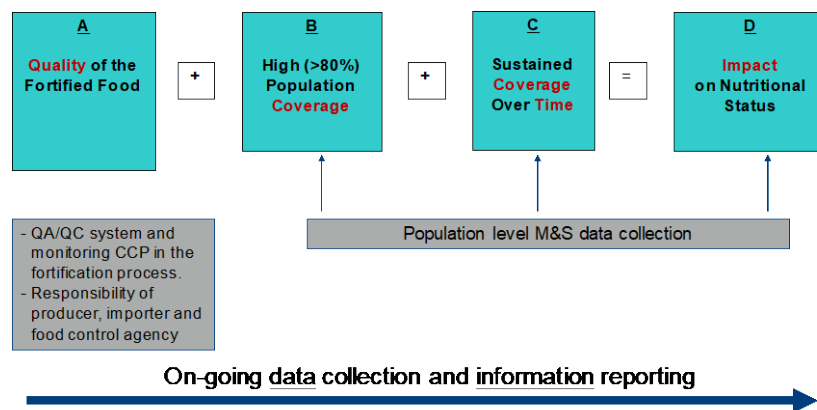 A
Quality of the
Fortified Food
+
B
High (>80%)
Population
Coverage
+
C
Sustained
Coverage
Over Time
=
D
Impact
on Nutritional
Status
- QA/QC system and
monitoring CCP in the
fortification process.
- Responsibility of
producer, importer and
food control agency
Population level M&S data collection
On-going data collection and information reporting